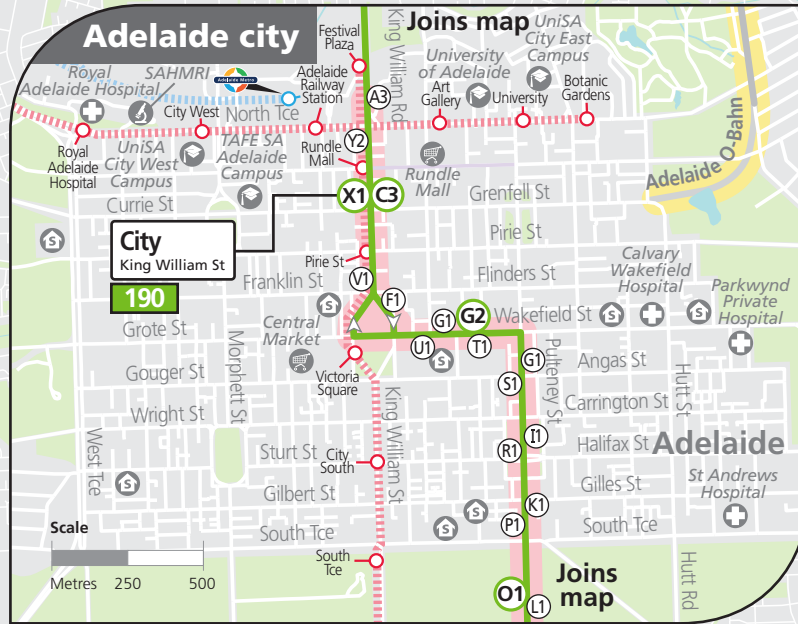 Adelaide city
Joins map
Festival
Plaza
King William Rd
UniSA
City East
Campus
University
of Adelaide
Royal
Adelaide Hospital
SAHMRI
Adelaide Metro
Adelaide
Railway
Station
A3
Art
Gallery
University
Botanic
Gardens
City West
North Tce
Royal
Adelaide
Hospital
UniSA
City West
Campus
TAFE SA
Adelaide
Campus
Y2
Rundle
Mall
Rundle
Mall
Adelaide O-Bahn
Currie St
X1
C3
Grenfell St
City
King William St
190
Pirie St
Pirie St
Franklin St
V1
Flinders St
Calvary
Wakefield
Hospital
Parkwynd
Private
Hospital
F1
G1
G2
Wakefield St
Grote St
Central
Market
U1
T1
G1
Angas St
Gouger St
Morphett St
Victoria
Square
Pulteney St
Hutt St
S1
Carrington St
Wright St
King William St
I1
R1
Halifax St
Adelaide
West Tce
Sturt St
City
South
Gilles St
St Andrews
Hospital
Gilbert St
K1
P1
South Tce
South Tce
Scale
Metres 250 500
South
Tce
Joins
map
O1
L1
Hutt Rd
S
S
S
S
S
S
S
S